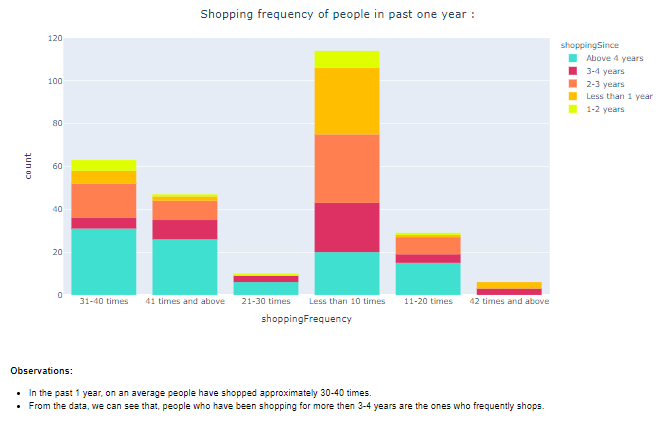 Shopping frequency of people in past one year :
120
100
80
60
40
20
0
count
31-40 times
41 times and above
21-30 times
Less than 10 times
11-20 times
42 times and above
shoppingFrequency
shoppingSince
Above 4 years
3-4 years
2-3 years
Less than 1 year
1-2 years
Observations:
• In the past 1 year, on an average people have shopped approximately 30-40 times.
• From the data, we can see that, people who have been shopping for more then 3-4 years are the ones who frequently shops.